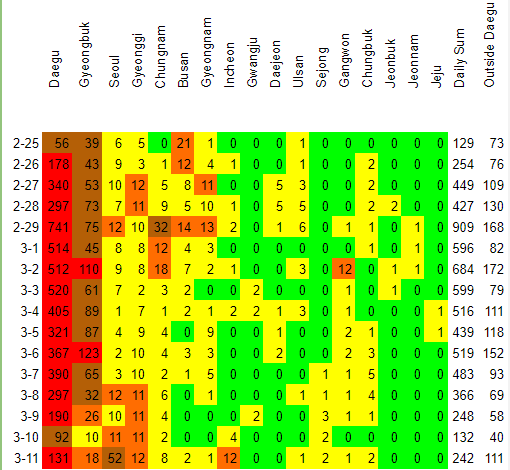 Daegu Gyeongbuk Seoul Gyeonggi Chungnam Busan Gyeongnam Incheon Gwangju Daejeon Ulsan Sejong Gangwon Chungbuk Jeonbuk Jeonnam Jeju Daily Sum Outside Daegu
2-25 56 39 6 5 0 21 1 0 0 0 1 0 0 0 0 0 0 129 73
2-26 178 43 9 3 1 12 4 1 0 0 1 0 0 2 0 0 0 254 76
2-27 340 53 10 12 5 8 11 0 0 5 3 0 0 2 0 0 0 449 109
2-28 297 73 7 11 9 5 10 1 0 5 5 0 0 2 2 0 0 427 130
2-29 741 75 12 10 32 14 13 2 0 1 6 0 1 1 0 1 0 909 168
3-1 514 45 8 8 12 4 3 0 0 0 0 0 0 1 0 1 0 596 82
3-2 512 110 9 8 18 7 2 1 0 0 3 0 12 0 1 1 0 684 172
3-3 520 61 7 2 3 2 0 0 2 0 0 0 1 0 1 0 0 599 79
3-4 405 89 1 7 1 2 1 2 2 1 3 0 1 0 0 0 1 516 111
3-5 321 87 4 9 4 0 9 0 0 1 0 0 2 1 0 0 1 439 118
3-6 367 123 2 10 4 3 3 0 0 2 0 0 2 3 0 0 0 519 152
3-7 390 65 3 10 2 1 5 0 0 0 0 1 1 5 0 0 0 483 93
3-8 297 32 12 11 6 0 1 0 0 0 1 1 1 4 0 0 0 366 69
3-9 190 26 10 11 4 0 0 0 2 0 0 3 1 1 0 0 0 248 58
3-10 92 10 11 11 2 0 0 4 0 0 0 2 0 0 0 0 0 132 40
3-11 131 18 52 12 8 2 1 12 0 0 2 1 2 1 0 0 0 242 111